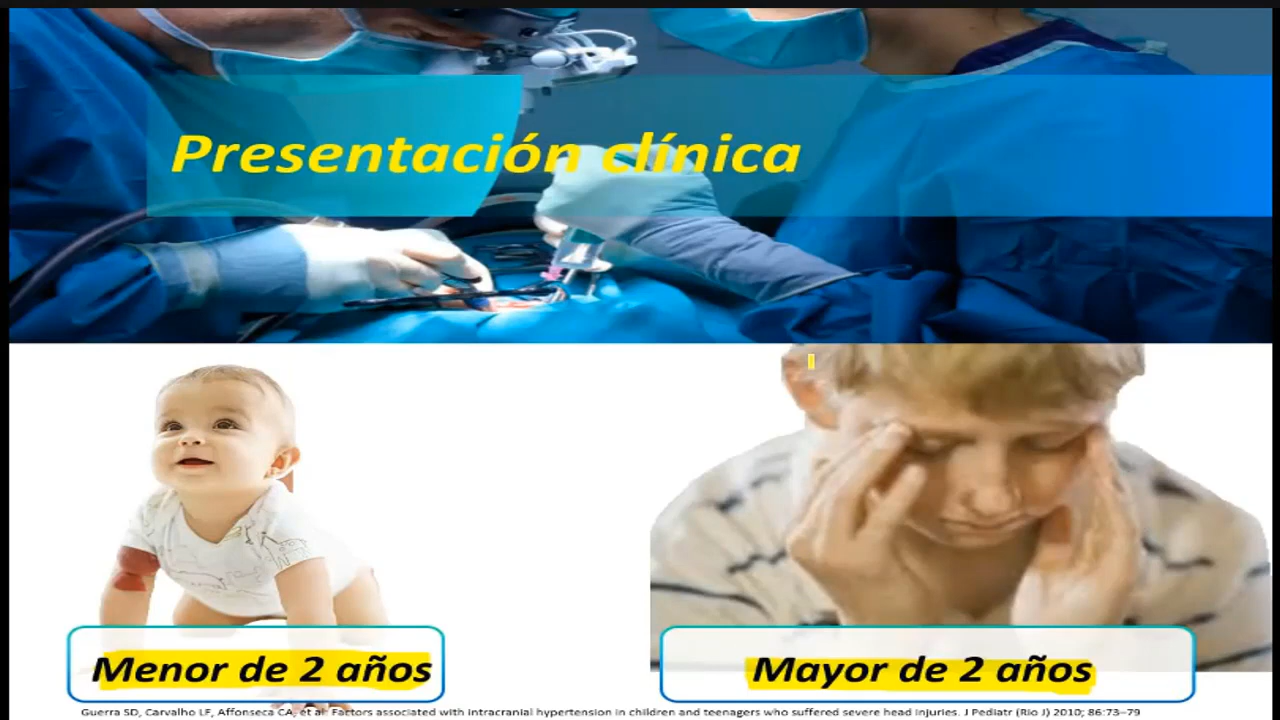 Presentación clínica
Menor de 2 años
Mayor de 2 años
Guerra SD, Carvalho LF, Affonseca CA, et al. Factors associated with intracranial hypertension in children and teenagers who suffered severe head injuries. J Pediatr (Rio J) 2010; 86:73–79